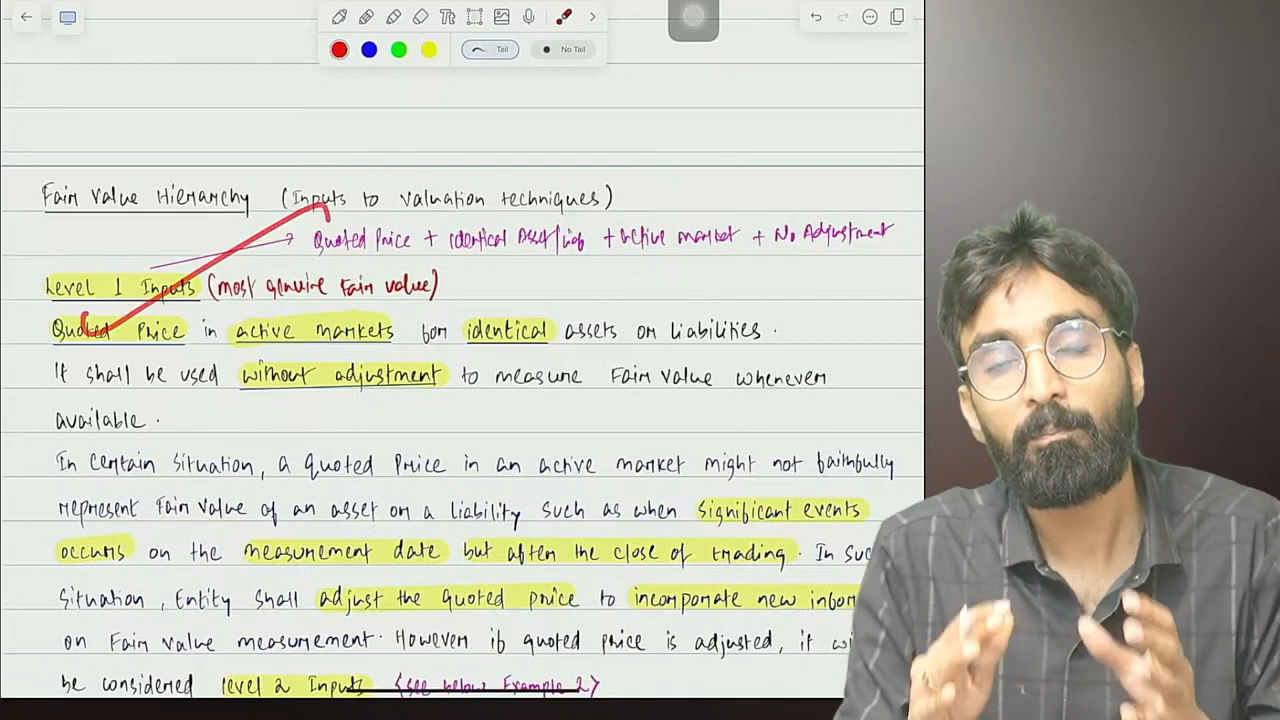 Tt
Tail
No Tail
Fair Value Hierarchy (Inputs to valuation techniques)
Quoted Price + identical Asset/Liab + active market + No Adjustment
Level 1 Inputs (most genuine Fair value)
Quoted Price in active markets for identical assets or liabilities.
It shall be used without adjustment to measure Fair Value whenever
available.
In Certain Situation, a quoted Price in an active market might not faithfully
represent Fair Value of an asset or a liability Such as when significant events
occurs on the measurement date but after the close of trading. In
Situation, Entity shall adjust the quoted price to incorporate new
on Fair value measurement. However if quoted price is adjusted, it
be considered level 2 Inputs (see below Example 2)